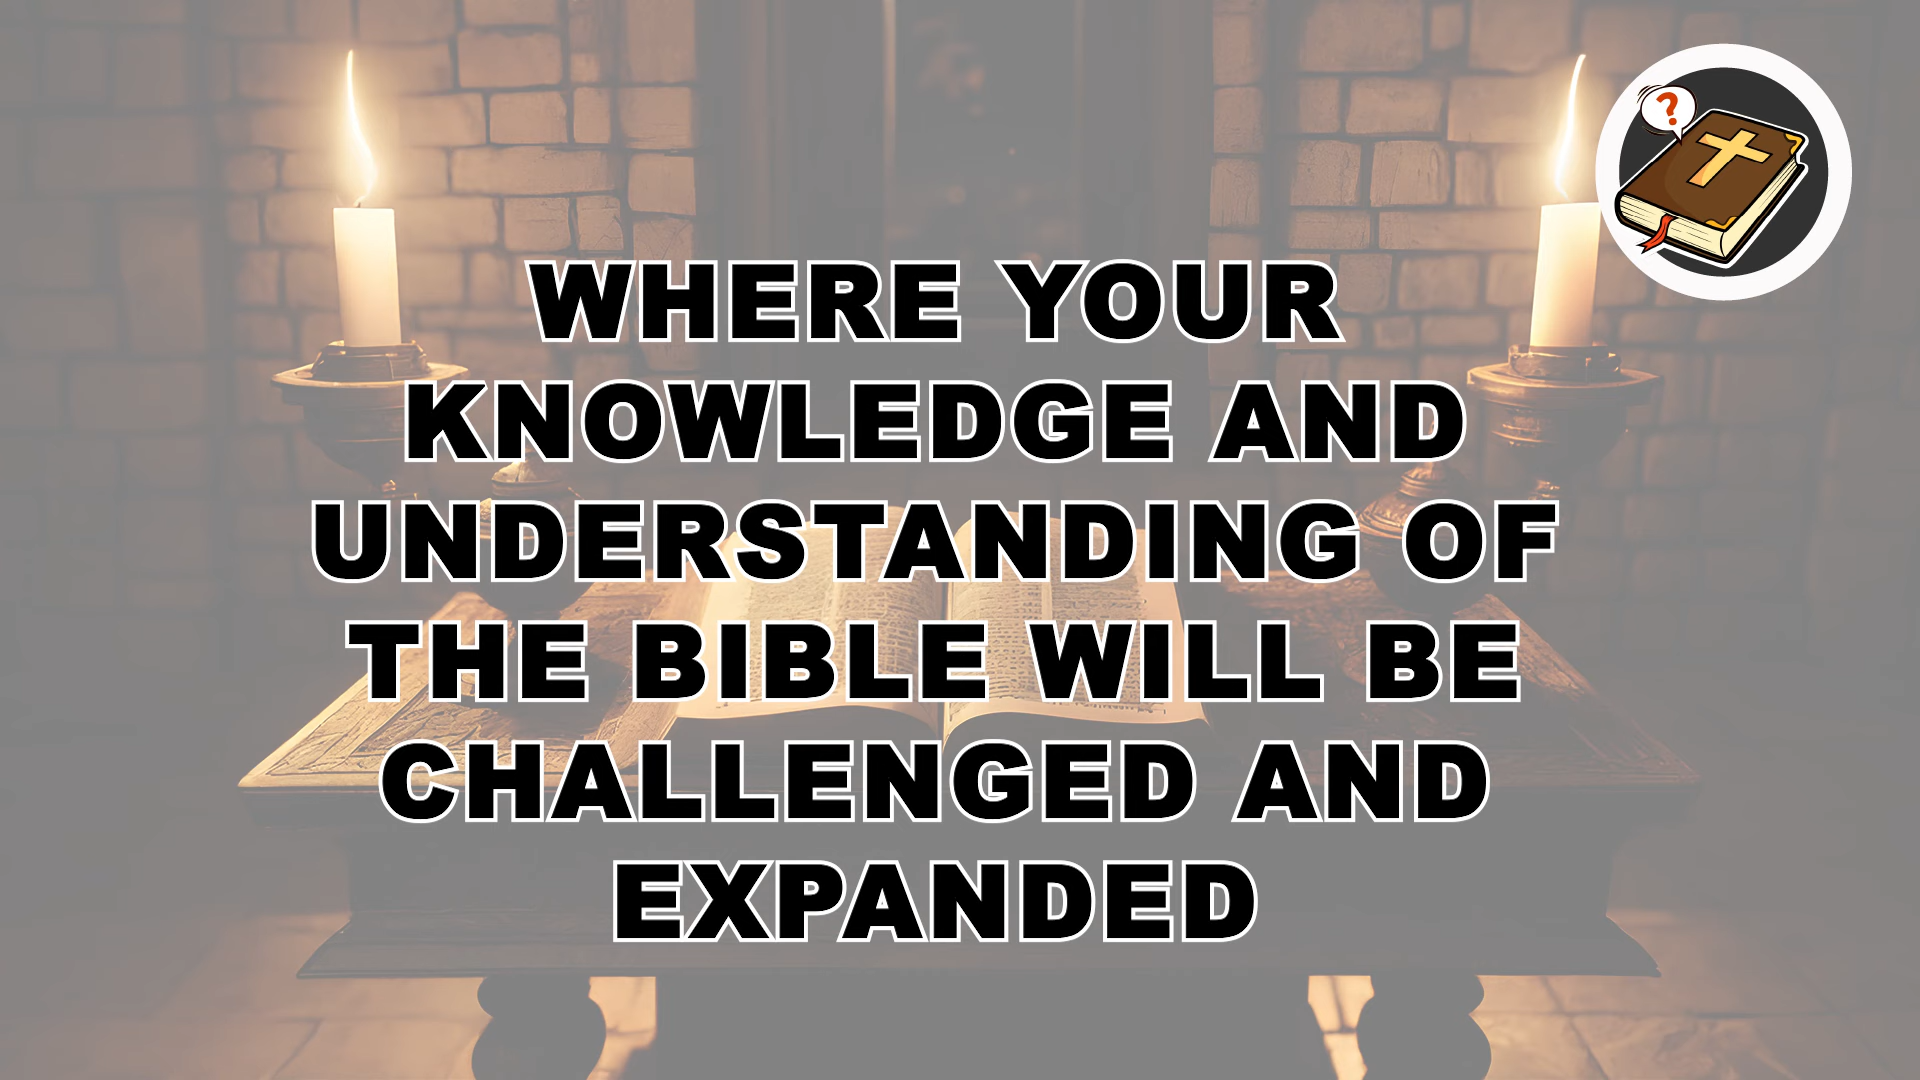 ?
WHERE YOUR
KNOWLEDGE AND
UNDERSTANDING OF
THE BIBLE WILL BE
CHALLENGED AND
EXPANDED